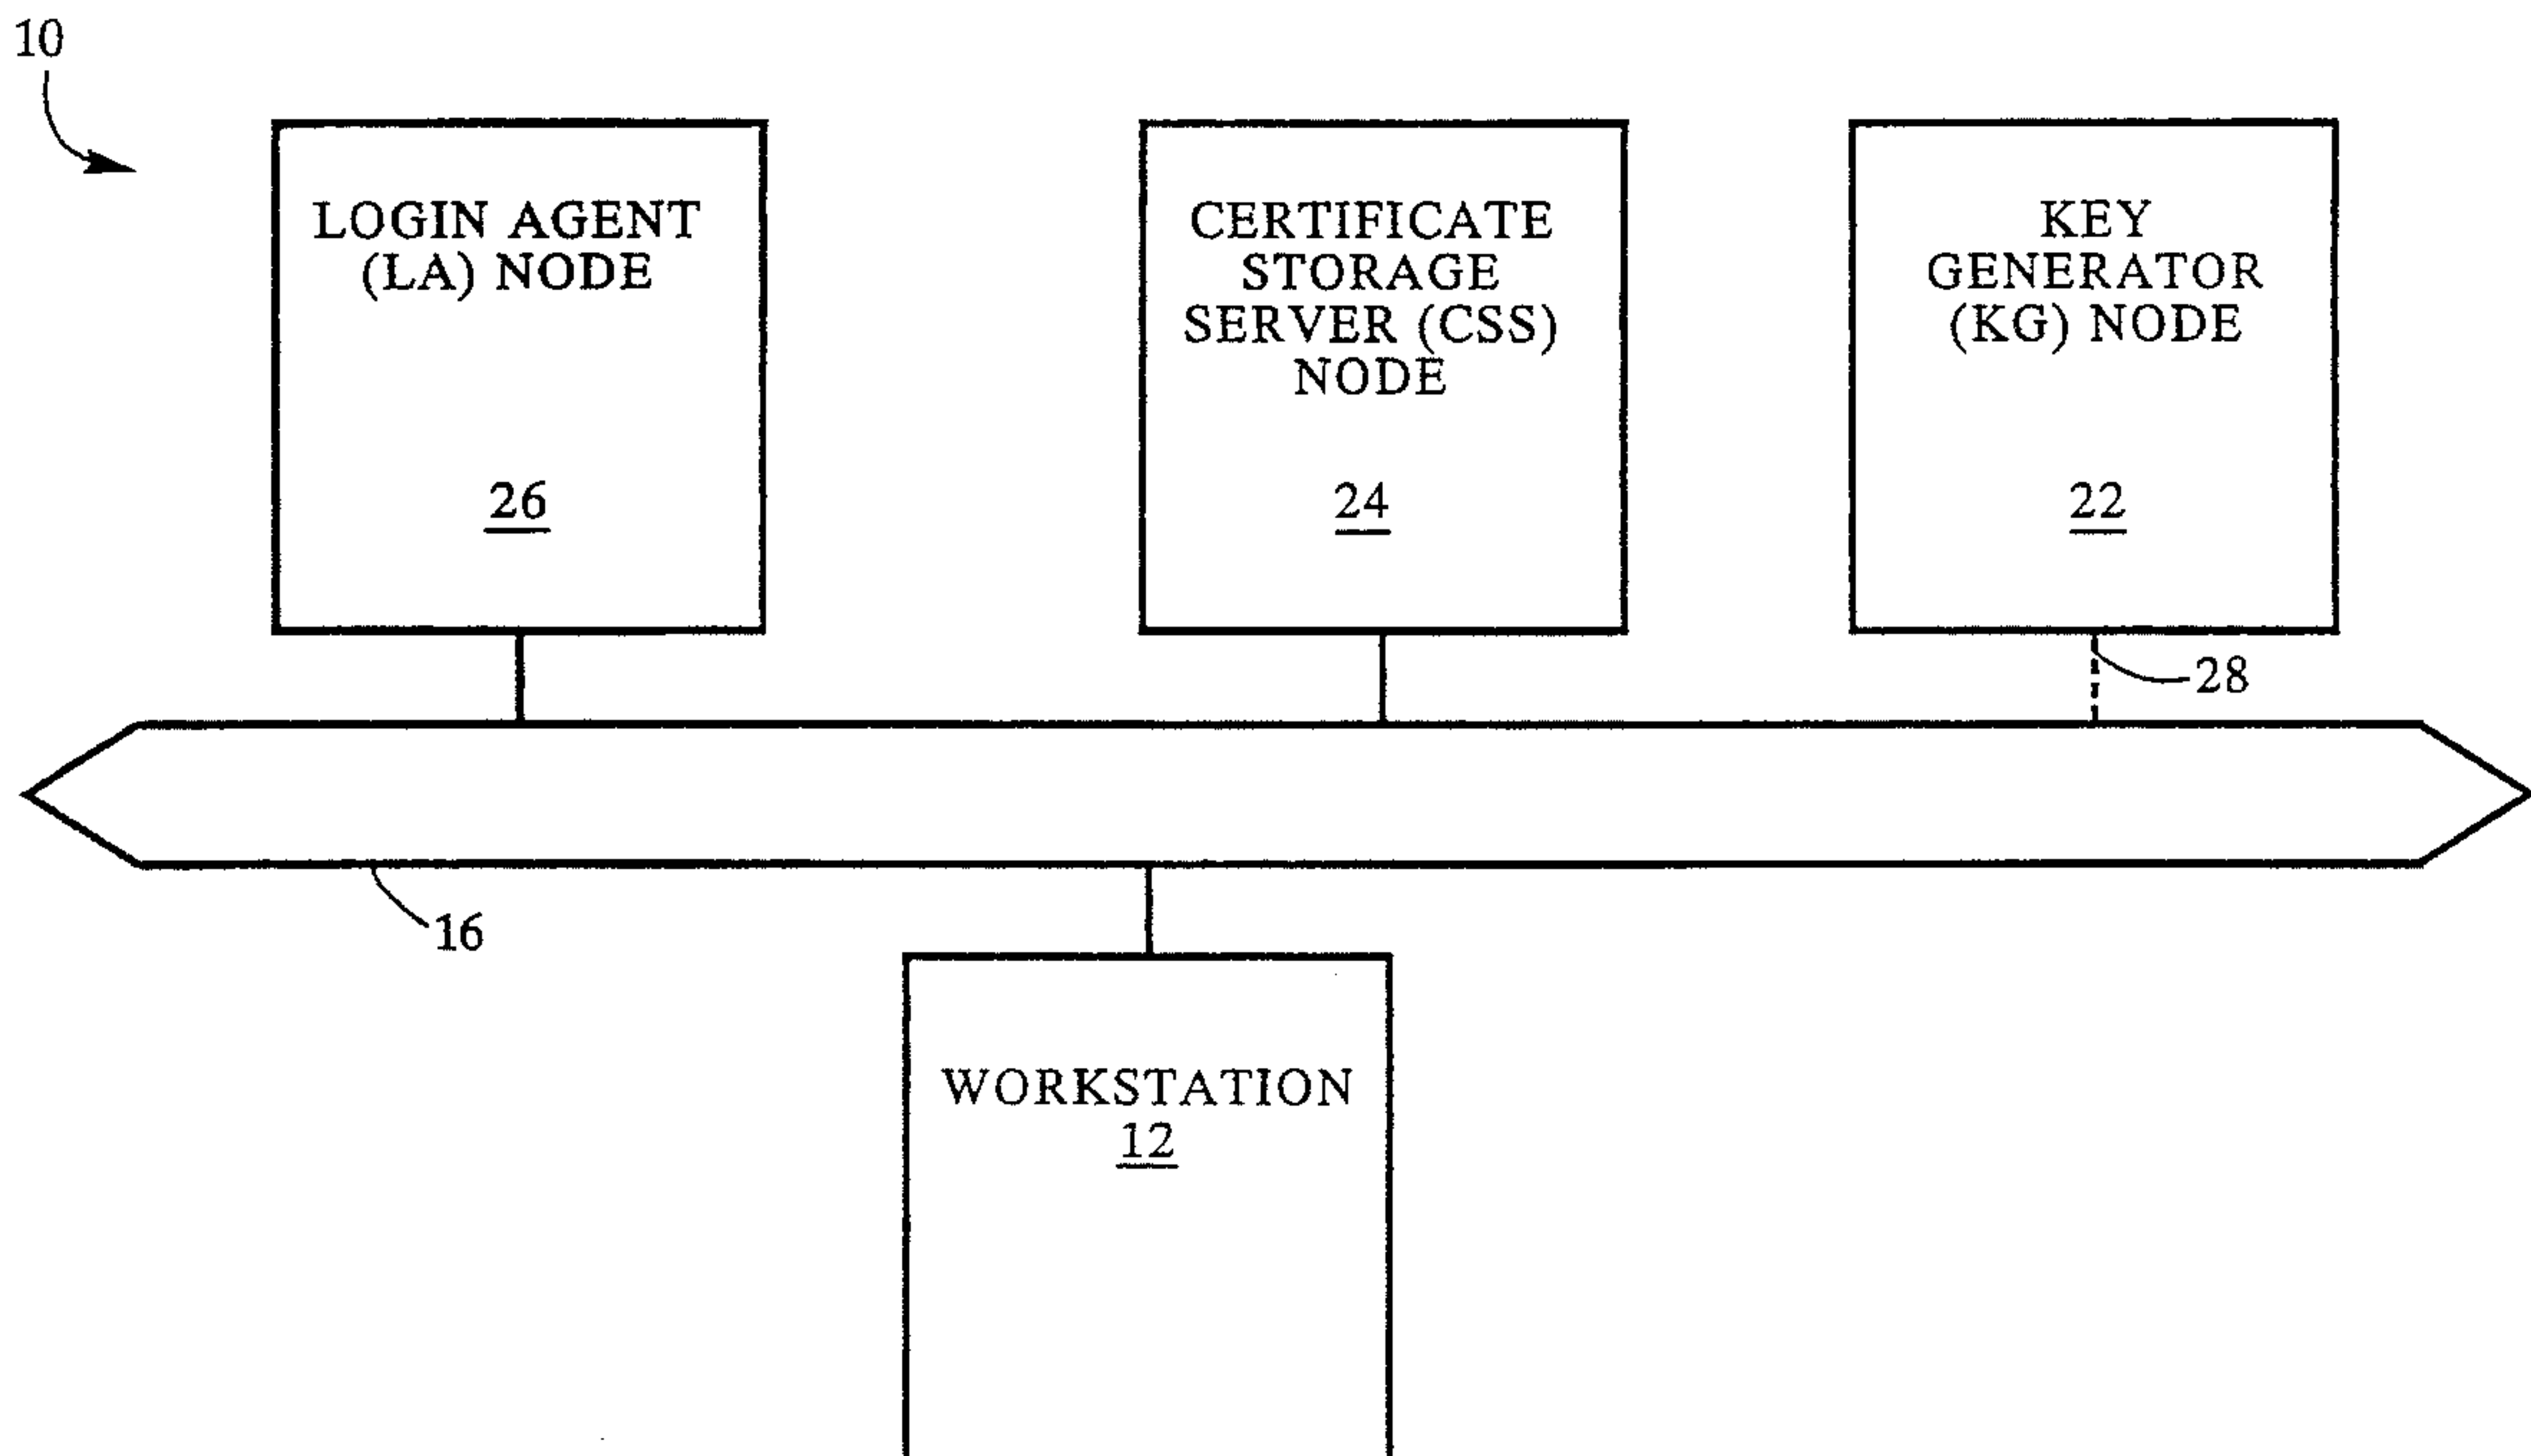 10
LOGIN AGENT
(LA) NODE
26
CERTIFICATE
STORAGE
SERVER (CSS)
NODE
24
KEY
GENERATOR
(KG) NODE
22
28
16
WORKSTATION
12